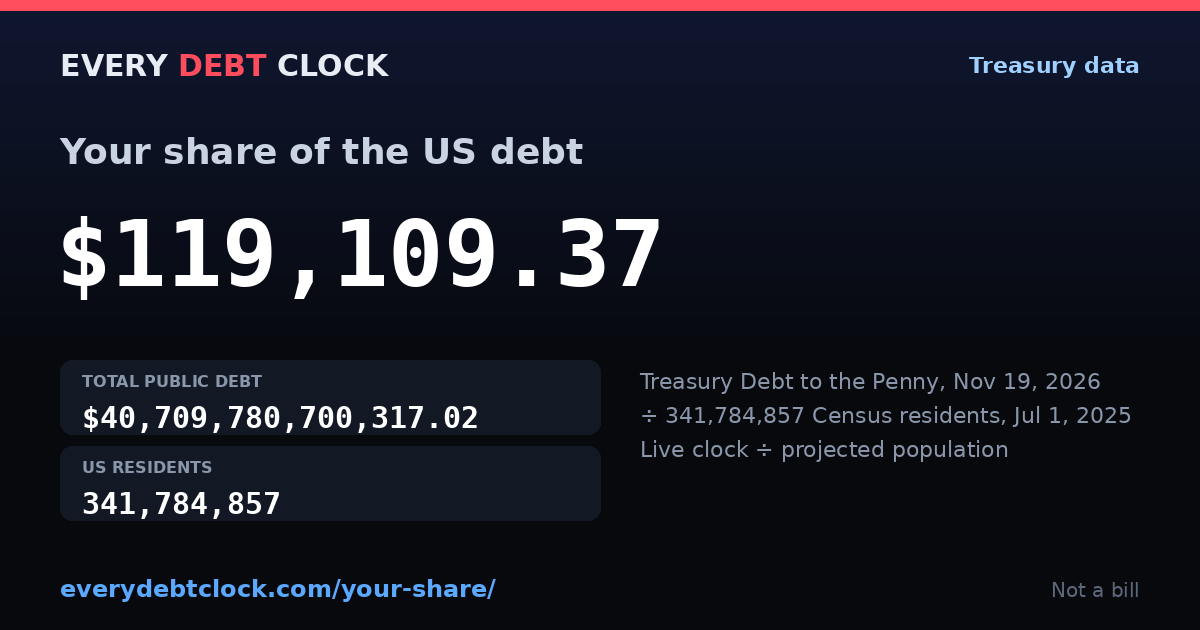 EVERY DEBT CLOCK
Treasury data
Your share of the US debt
$119,109.37
TOTAL PUBLIC DEBT
$40,709,780,700,317.02
US RESIDENTS
341,784,857
Treasury Debt to the Penny, Nov 19, 2026
÷ 341,784,857 Census residents, Jul 1, 2025
Live clock ÷ projected population
everydebtclock.com/your-share/
Not a bill